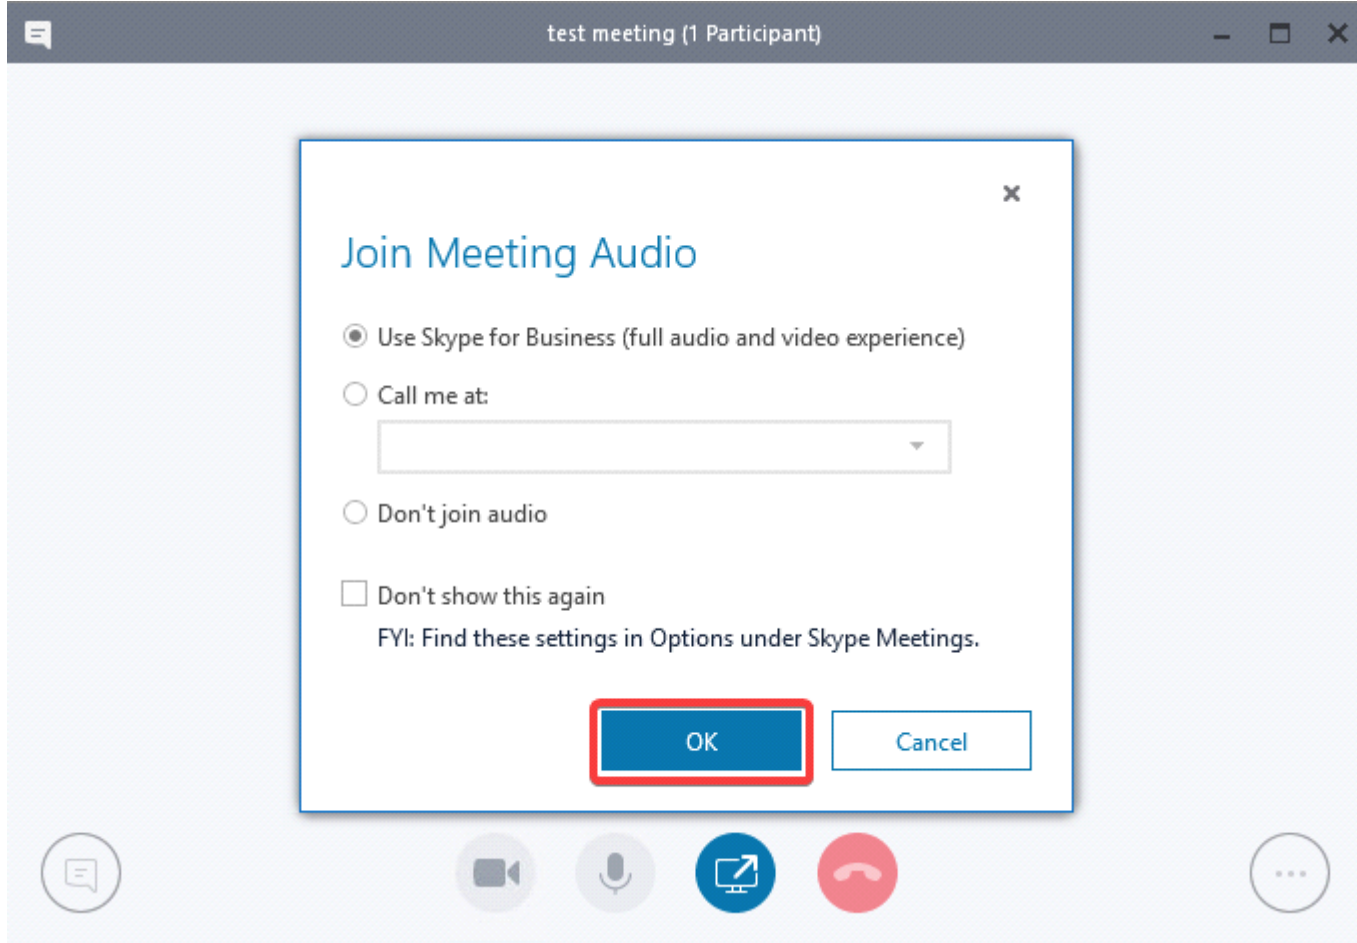 test meeting (1 Participant)
Join Meeting Audio
Use Skype for Business (full audio and video experience)
Call me at:
Don't join audio
Don't show this again
FYI: Find these settings in Options under Skype Meetings.
OK
Cancel